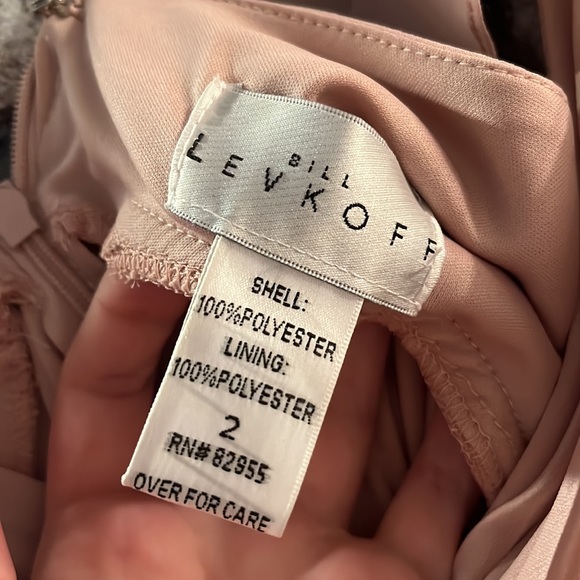 BILL
LEVKOFF
SHELL:
100%POLYESTER
LINING:
100%POLYESTER
2
RN#82955
OVER FOR CARE